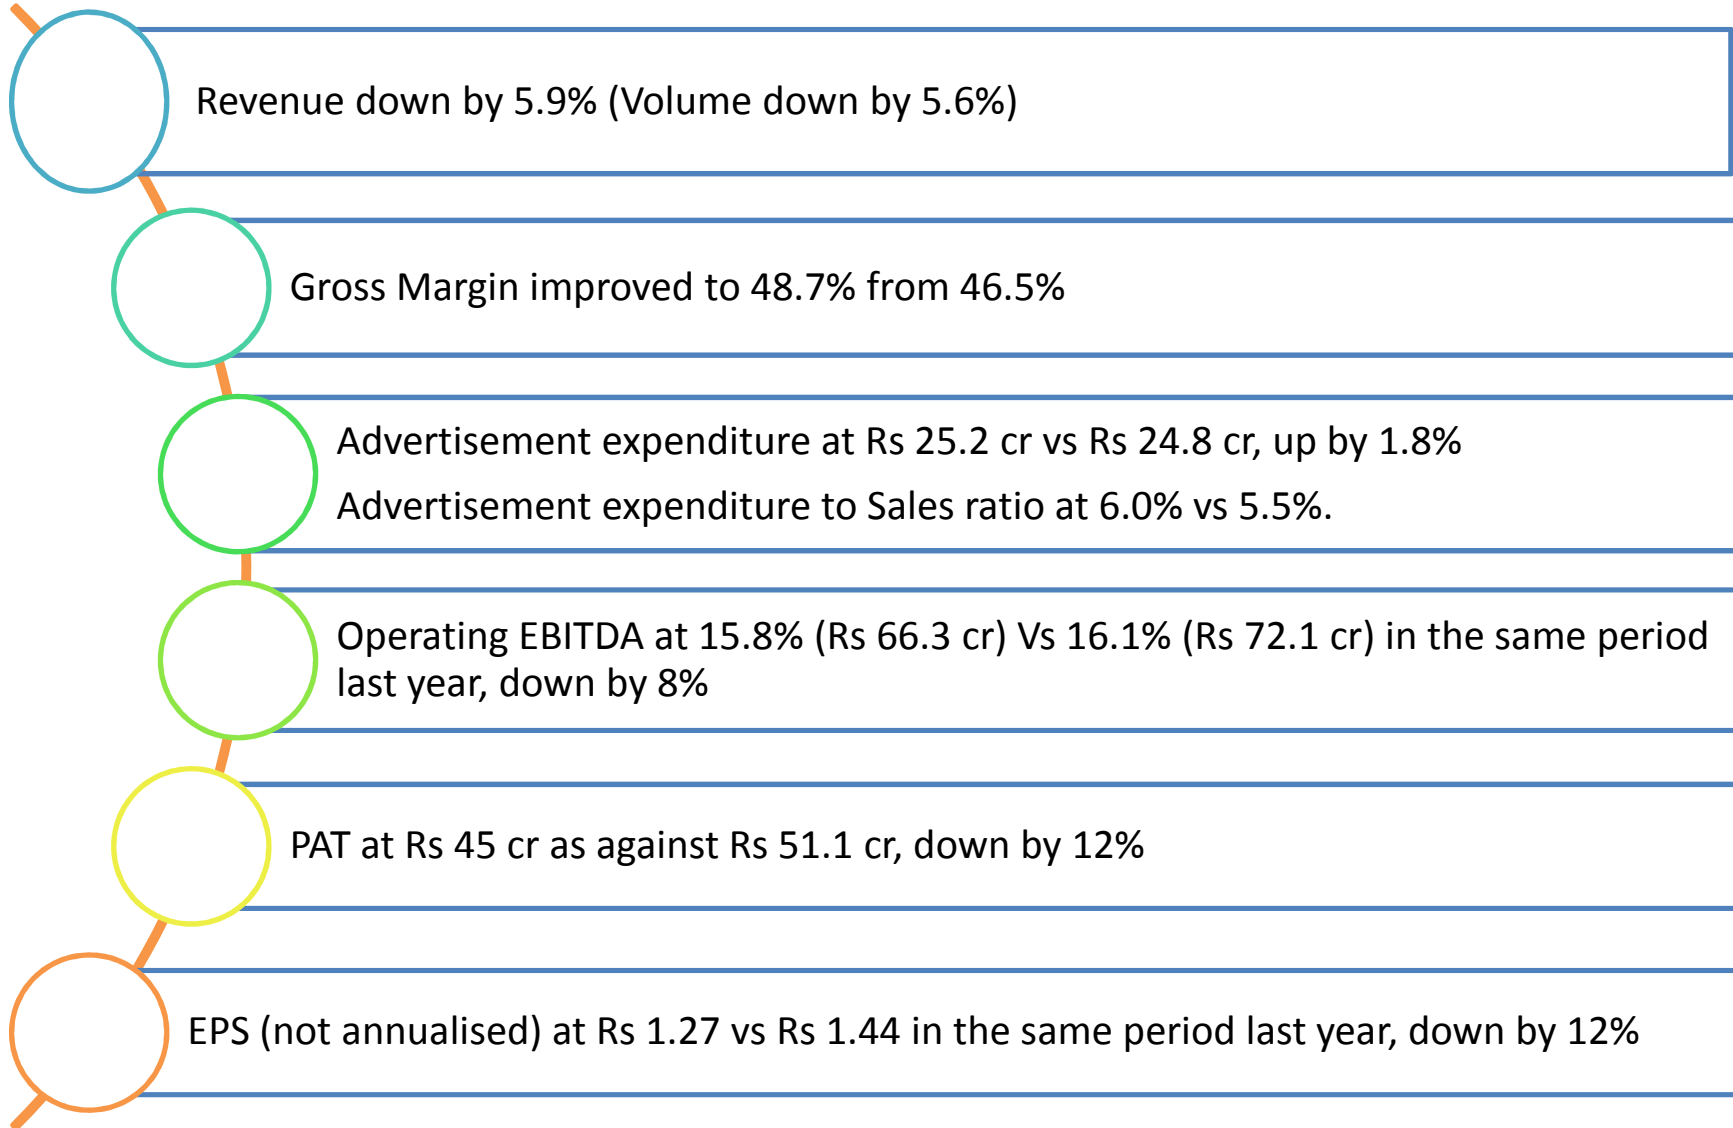 Revenue down by 5.9% (Volume down by 5.6%)
Gross Margin improved to 48.7% from 46.5%
Advertisement expenditure at Rs 25.2 cr vs Rs 24.8 cr, up by 1.8%
Advertisement expenditure to Sales ratio at 6.0% vs 5.5%.
Operating EBITDA at 15.8% (Rs 66.3 cr) Vs 16.1% (Rs 72.1 cr) in the same period
last year, down by 8%
PAT at Rs 45 cr as against Rs 51.1 cr, down by 12%
EPS (not annualised) at Rs 1.27 vs Rs 1.44 in the same period last year, down by 12%